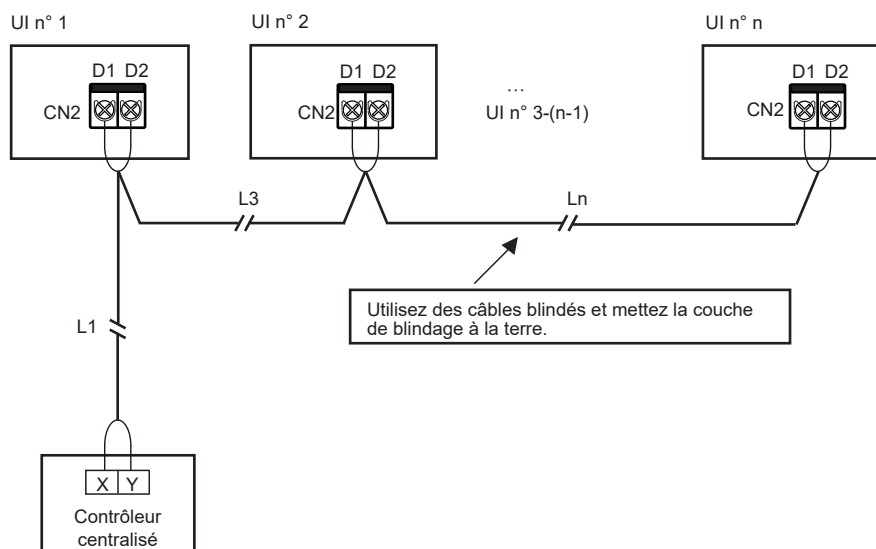 UI n° 1
UI n° 2
UI n° n
D1 D2
D1 D2
D1 D2
CN2
CN2
CN2
...
UI n° 3-(n-1)
L3
Ln
Utilisez des câbles blindés et mettez la couche
de blindage à la terre.
L1
X Y
Contrôleur
centralisé